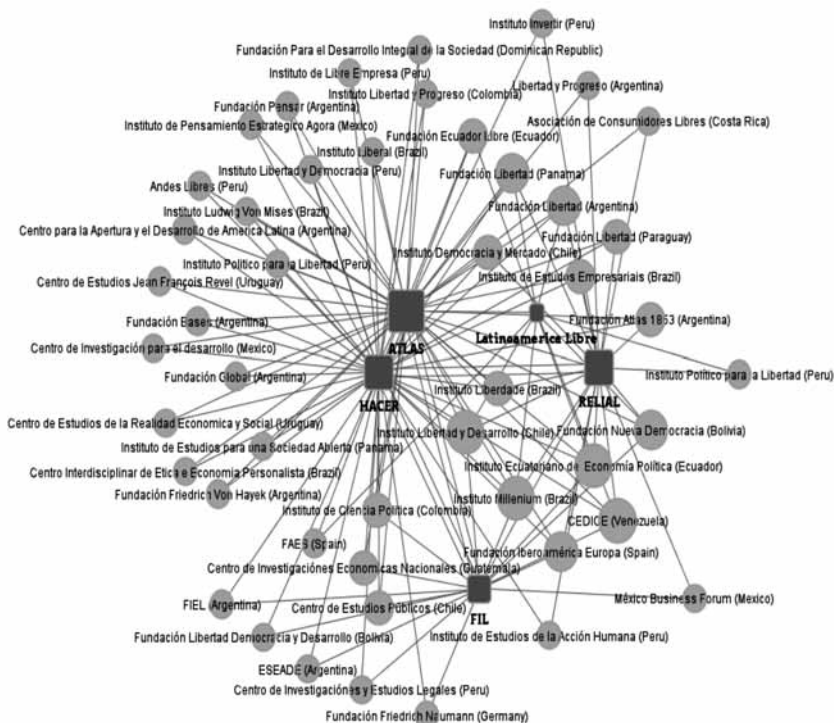 Instituto Invertir (Peru)
Fundación Para el Desarrollo Integral de la Sociedad (Dominican Republic)
Instituto de Libre Empresa (Peru)
Libertad y Progreso (Argentina)
Instituto Libertad y Progreso (Colombia)
Fundación Pensar (Argentina)
Asociación de Consumidores Libres (Costa Rica)
Instituto de Pensamiento Estrategico Agora (Mexico)
Fundación Ecuador Libre (Ecuador)
Instituto Liberal (Brazil)
Instituto Libertad y Democracia (Peru)
Fundación Libertad (Panama)
Andes Libres (Peru)
Fundación Libertad (Argentina)
Instituto Ludwig Von Mises (Brazil)
Centro para la Apertura y el Desarrollo de America Latina (Argentina)
Fundación Libertad (Paraguay)
Instituto Democracia y Mercado (Chile)
Instituto Politico para la Libertad (Peru)
Instituto de Estudios Empresariais (Brazil)
Centro de Estudios Jean François Revel (Uruguay)
Fundación Bases (Argentina)
Fundación Atlas 1853 (Argentina)
Latinoamerica Libre
ATLAS
Centro de Investigación para el desarrollo (Mexico)
Fundación Global (Argentina)
Instituto Político para la Libertad (Peru)
HACER
RELIAL
Instituto Liberdade (Brazil)
Centro de Estudios de la Realidad Economica y Social (Uruguay)
Instituto Libertad y Desarrollo (Chile)
Fundación Nueva Democracia (Bolivia)
Instituto de Estudios para una Sociedad Abierta (Panama)
Centro Interdisciplinar de Etica e Economia Personalista (Brazil)
Instituto Ecuatoriano de Economía Política (Ecuador)
Fundación Friedrich Von Hayek (Argentina)
Instituto Millenium (Brazil)
Instituto de Ciencia Política (Colombia)
CEDICE (Venezuela)
FAES (Spain)
Fundación Iberoamérica Europa (Spain)
Centro de Investigaciónes Economicas Nacionales (Guatemala)
FIEL (Argentina)
México Business Forum (Mexico)
Centro de Estudios Públicos (Chile)
FIL
Fundación Libertad Democracia y Desarrollo (Bolivia)
Instituto de Estudios de la Acción Humana (Peru)
ESEADE (Argentina)
Centro de Investigaciónes y Estudios Legales (Peru)
Fundación Friedrich Naumann (Germany)